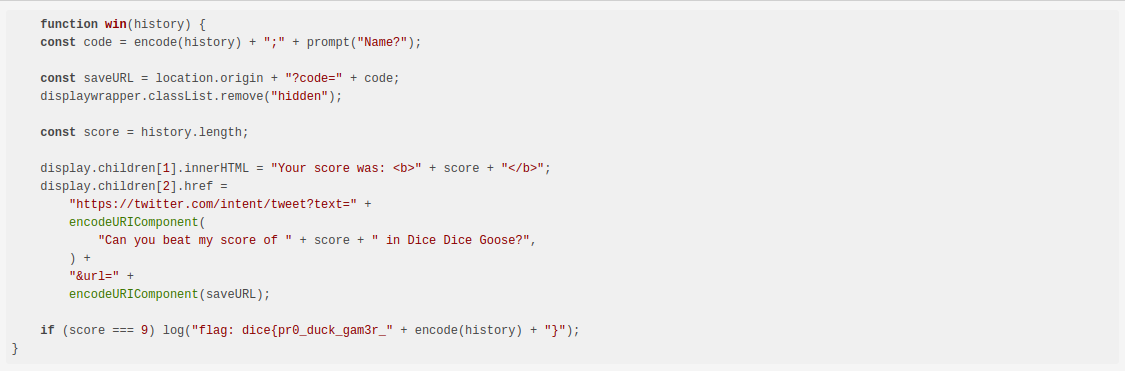 function win(history) {
const code = encode(history) + ";" + prompt("Name?");
const saveURL = location.origin + "?code=" + code;
displaywrapper.classList.remove("hidden");
const score = history.length;
display.children[1].innerHTML = "Your score was: <b>" + score + "</b>";
display.children[2].href =
"https://twitter.com/intent/tweet?text=" +
encodeURIComponent(
"Can you beat my score of " + score + " in Dice Dice Goose?",
) +
"&url=" +
encodeURIComponent(saveURL);
if (score === 9) log("flag: dice{pr0_duck_gam3r_" + encode(history) + "}");
}